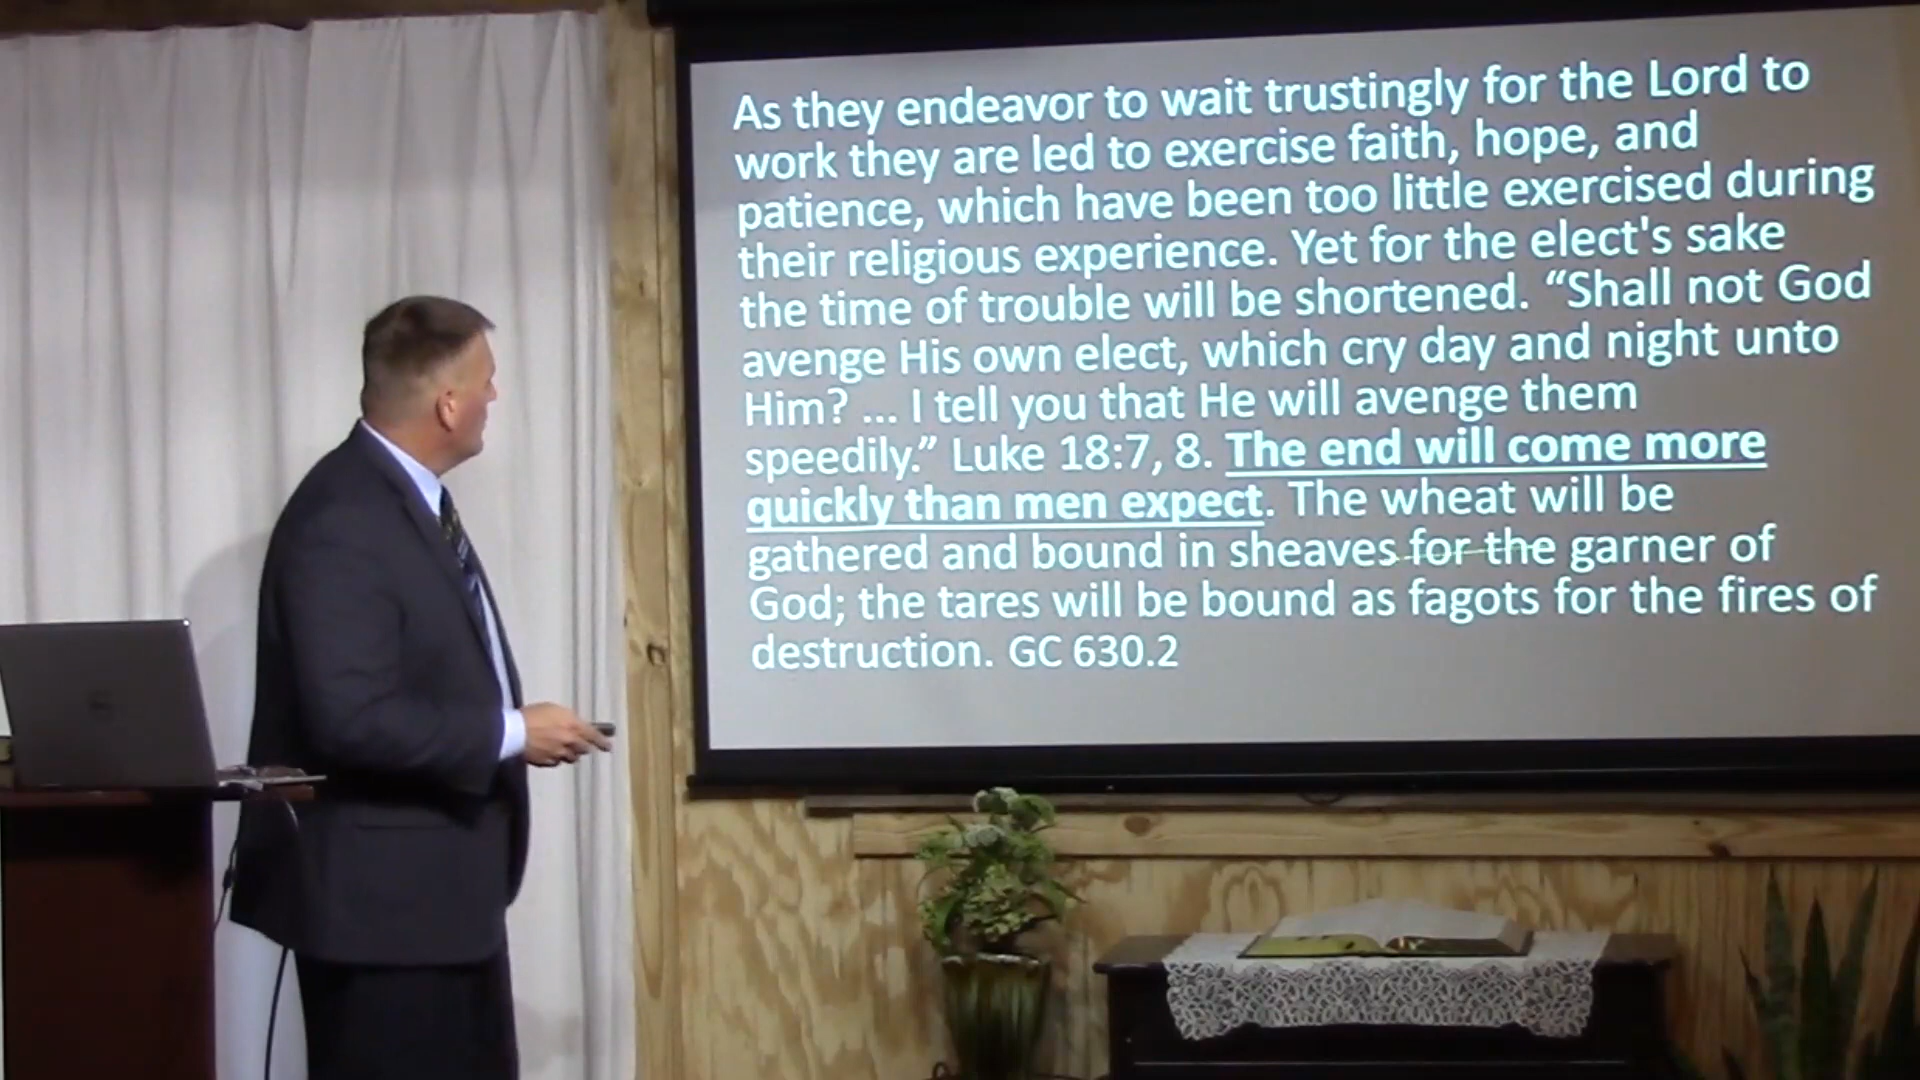 As they endeavor to wait trustingly for the Lord to
work they are led to exercise faith, hope, and
patience, which have been too little exercised during
their religious experience. Yet for the elect's sake
the time of trouble will be shortened. “Shall not God
avenge His own elect, which cry day and night unto
Him? ... I tell you that He will avenge them
speedily.” Luke 18:7, 8. The end will come more
quickly than men expect. The wheat will be
gathered and bound in sheaves for the garner of
God; the tares will be bound as fagots for the fires of
destruction. GC 630.2